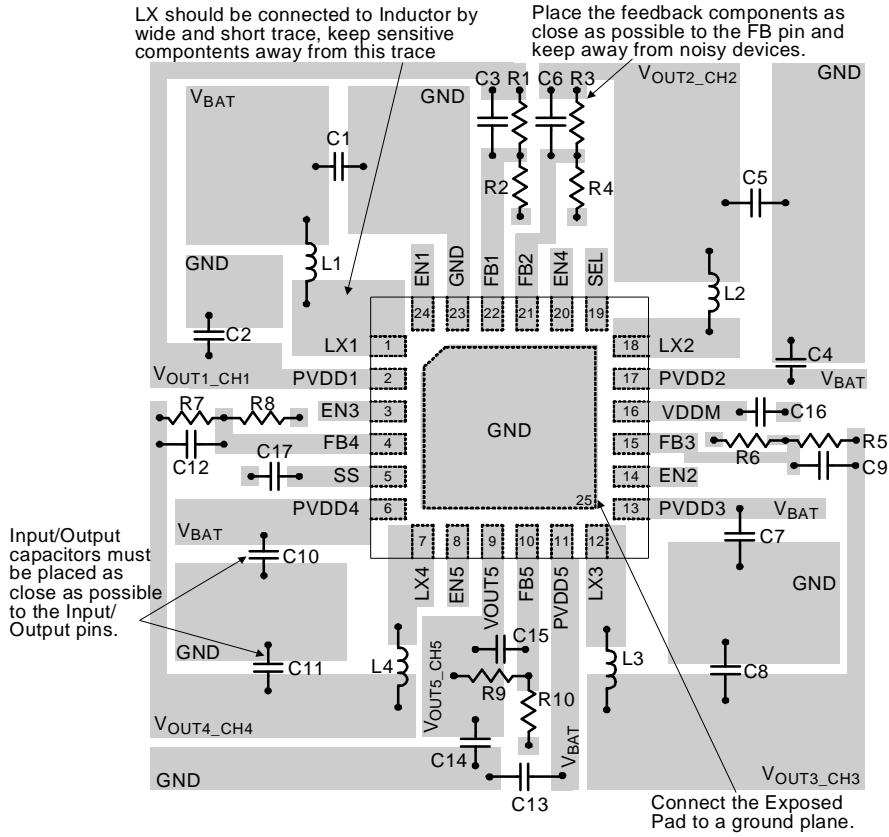 LX should be connected to Inductor by
wide and short trace, keep sensitive
compontents away from this trace
Place the feedback components as
close as possible to the FB pin and
keep away from noisy devices.
C3 R1 C6 R3
VOUT2_CH2
GND
VBAT
GND
C1
R2
R4
C5
GND
L1
EN1
GND
FB1
FB2
EN4
SEL
L2
24
23
22
21
20
19
C2
LX1
1
18
LX2
C4
VOUT1_CH1
PVDD1
2
17
PVDD2
VBAT
R7
R8
EN3
3
16
VDDM
C16
FB4
4
GND
15
FB3
R6
R5
C12
C17
C9
SS
5
14
EN2
PVDD4
6
25
13
PVDD3
VBAT
Input/Output
capacitors must
be placed as
close as possible
to the Input/
Output pins.
VBAT
C10
7
8
9
10
11
12
C7
LX4
EN5
VOUT5
FB5
PVDD5
LX3
GND
GND
C11
L4
C15
L3
C8
R9
R10
VOUT5_CH5
VOUT4_CH4
C14
VBAT
GND
C13
VOUT3_CH3
Connect the Exposed
Pad to a ground plane.